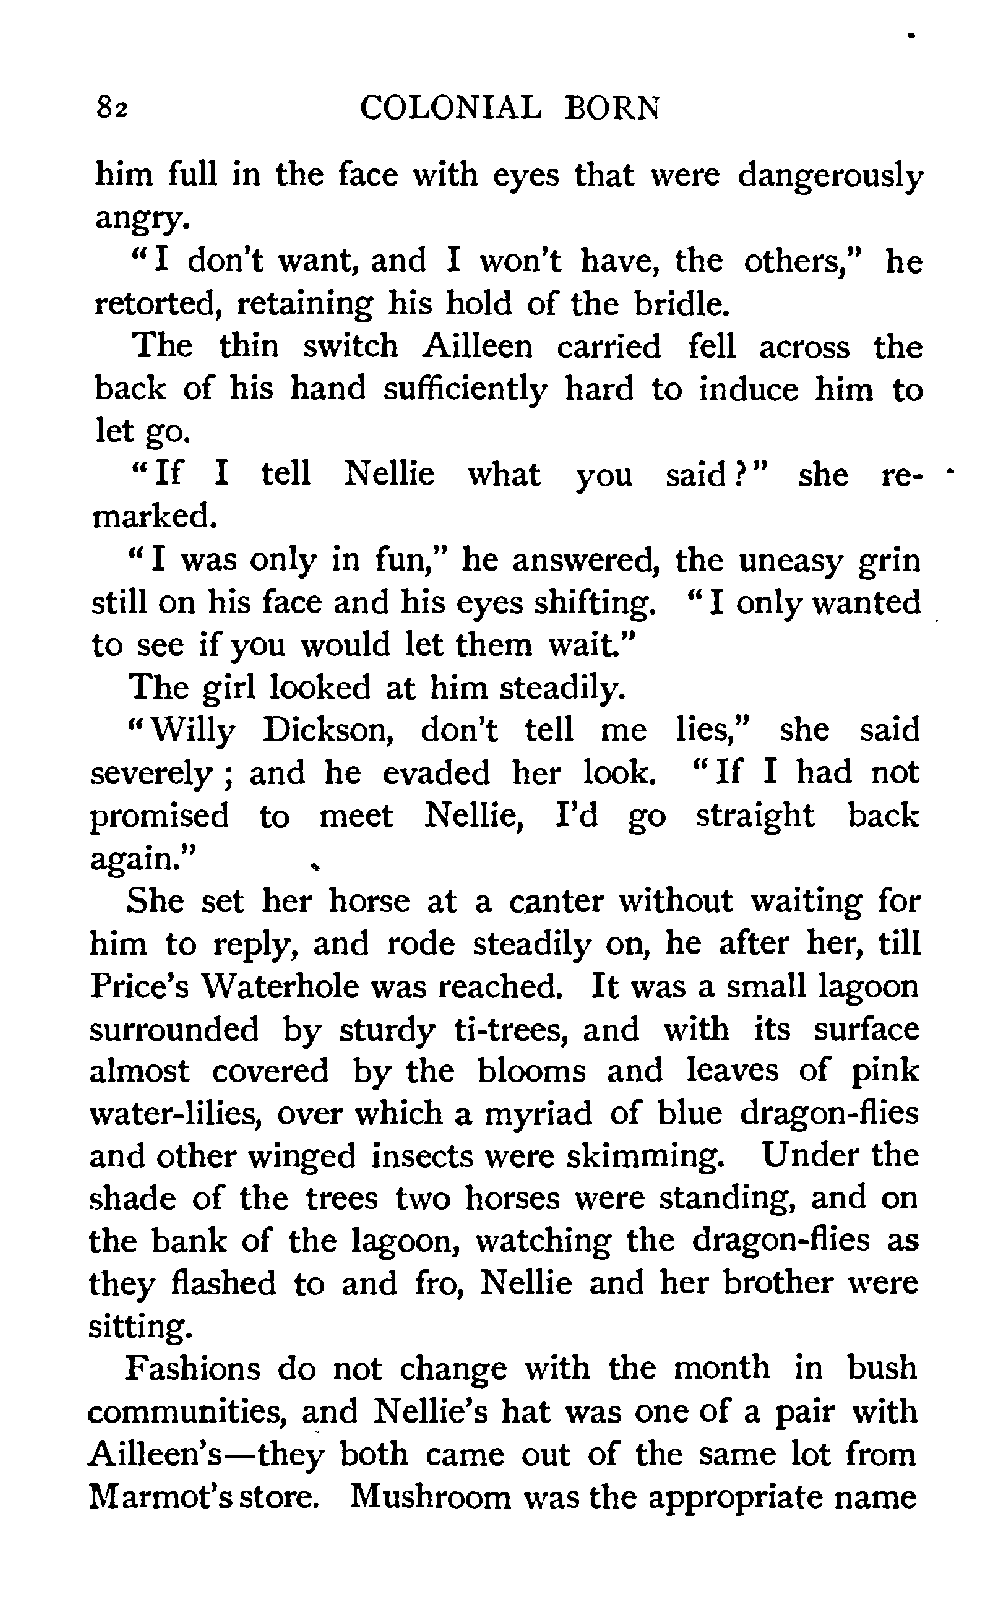 82 COLONIAL BORN
him full in the face with eyes that were dangerously
angry.
"I don't want, and I won't have, the others," he
retorted, retaining his hold of the bridle.
The thin switch Ailleen carried fell across the
back of his hand sufficiently hard to induce him to
let go.
"If I tell Nellie what you said?" she re-
marked.
"I was only in fun," he answered, the uneasy grin
still on his face and his eyes shifting. "I only wanted
to see if you would let them wait."
The girl looked at him steadily.
"Willy Dickson, don't tell me lies," she said
severely; and he evaded her look. "If I had not
promised to meet Nellie, I'd go straight back
again."
She set her horse at a canter without waiting for
him to reply, and rode steadily on, he after her, till
Price's Waterhole was reached. It was a small lagoon
surrounded by sturdy ti-trees, and with its surface
almost covered by the blooms and leaves of pink
water-lilies, over which a myriad of blue dragon-flies
and other winged insects were skimming. Under the
shade of the trees two horses were standing, and on
the bank of the lagoon, watching the dragon-flies as
they flashed to and fro, Nellie and her brother were
sitting.
Fashions do not change with the month in bush
communities, and Nellie's hat was one of a pair with
Ailleen's—they both came out of the same lot from
Marmot's store. Mushroom was the appropriate name